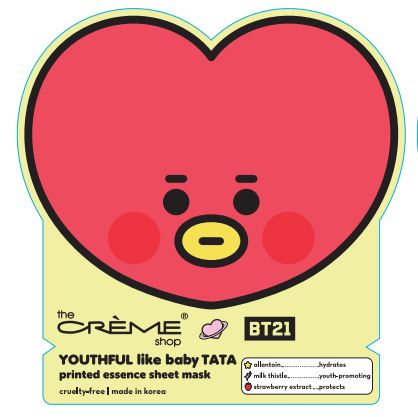 the
CRÈME®
shop
BT21
YOUTHFUL like baby TATA
printed essence sheet mask
cruelty-free | made in korea
allantoin..............hydrates
milk thistle..............youth-promoting
strawberry extract....protects